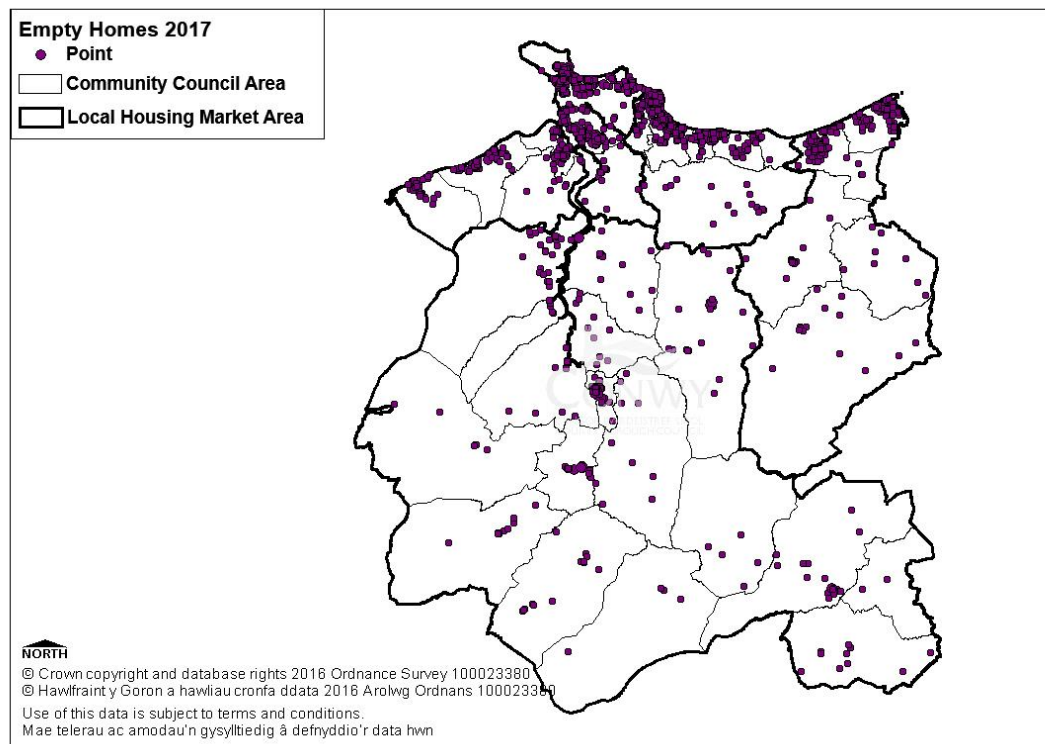 Empty Homes 2017
Point
Community Council Area
Local Housing Market Area
CONWY
NORTH
© Crown copyright and database rights 2016 Ordnance Survey 100023380
© Hawlfraint y Goron a hawliau cronfa ddata 2016 Arolwg Ordnans 100023380
Use of this data is subject to terms and conditions.
Mae telerau ac amodau'n gysylltiedig â defnyddio'r data hwn